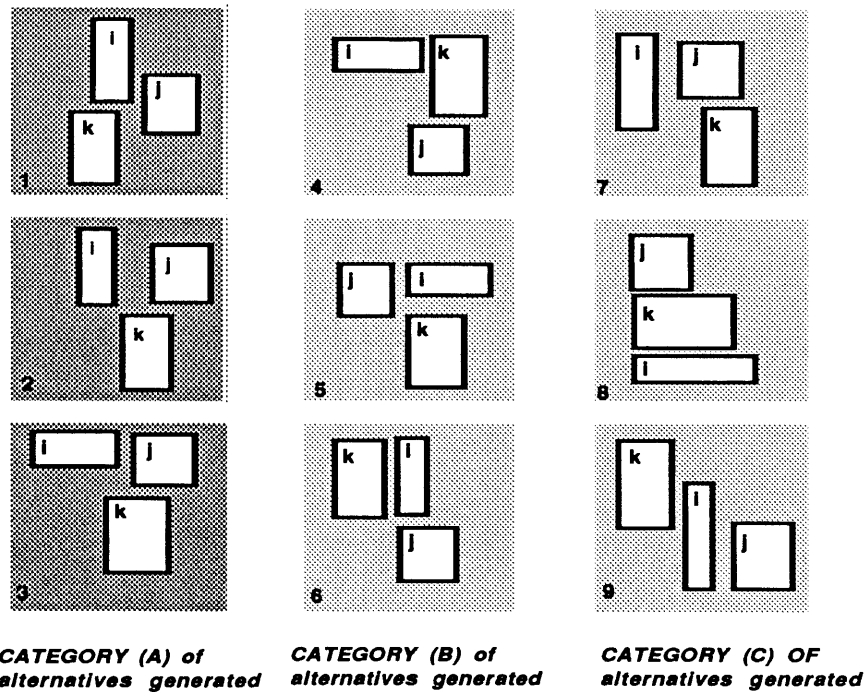 i
j
k
1
i
k
j
4
i
j
k
7
i
j
k
2
j
i
k
5
j
k
i
8
i
j
k
3
k
i
j
6
k
i
j
9
CATEGORY (A) of
alternatives generated
CATEGORY (B) of
alternatives generated
CATEGORY (C) OF
alternatives generated